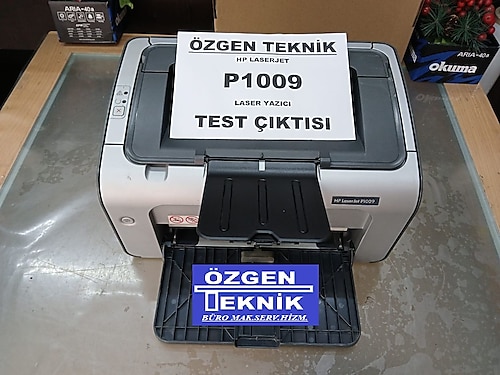 ARIA-40a
ÖZGEN TEKNİK
HP LASERJET
P1009
LASER YAZICI
TEST ÇIKTISI
ARIA-40a
okuma
HP LaserJet P1009
ÖZGEN
TEKNİK
BÜRO MAK.SERV.HİZM.